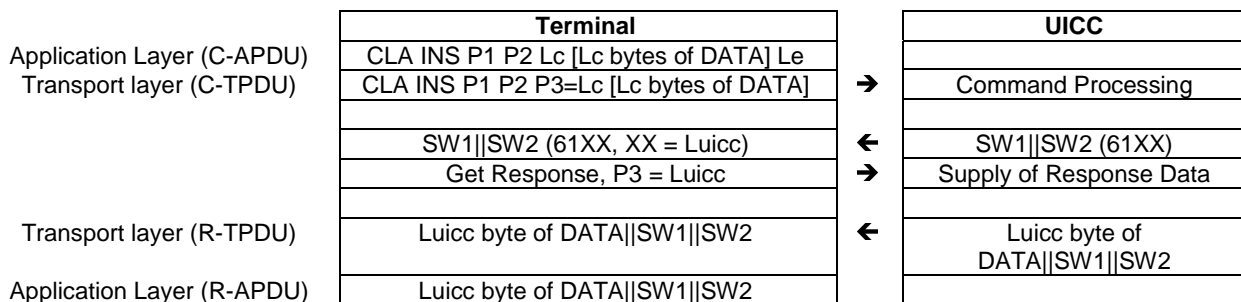 Terminal UICC
Application Layer (C-APDU) CLA INS P1 P2 Lc [Lc bytes of DATA] Le
Transport layer (C-TPDU) CLA INS P1 P2 P3=Lc [Lc bytes of DATA] → Command Processing
SW1||SW2 (61XX, XX = Luicc) ← SW1||SW2 (61XX)
Get Response, P3 = Luicc → Supply of Response Data
Transport layer (R-TPDU) Luicc byte of DATA||SW1||SW2 ← Luicc byte of
DATA||SW1||SW2
Application Layer (R-APDU) Luicc byte of DATA||SW1||SW2